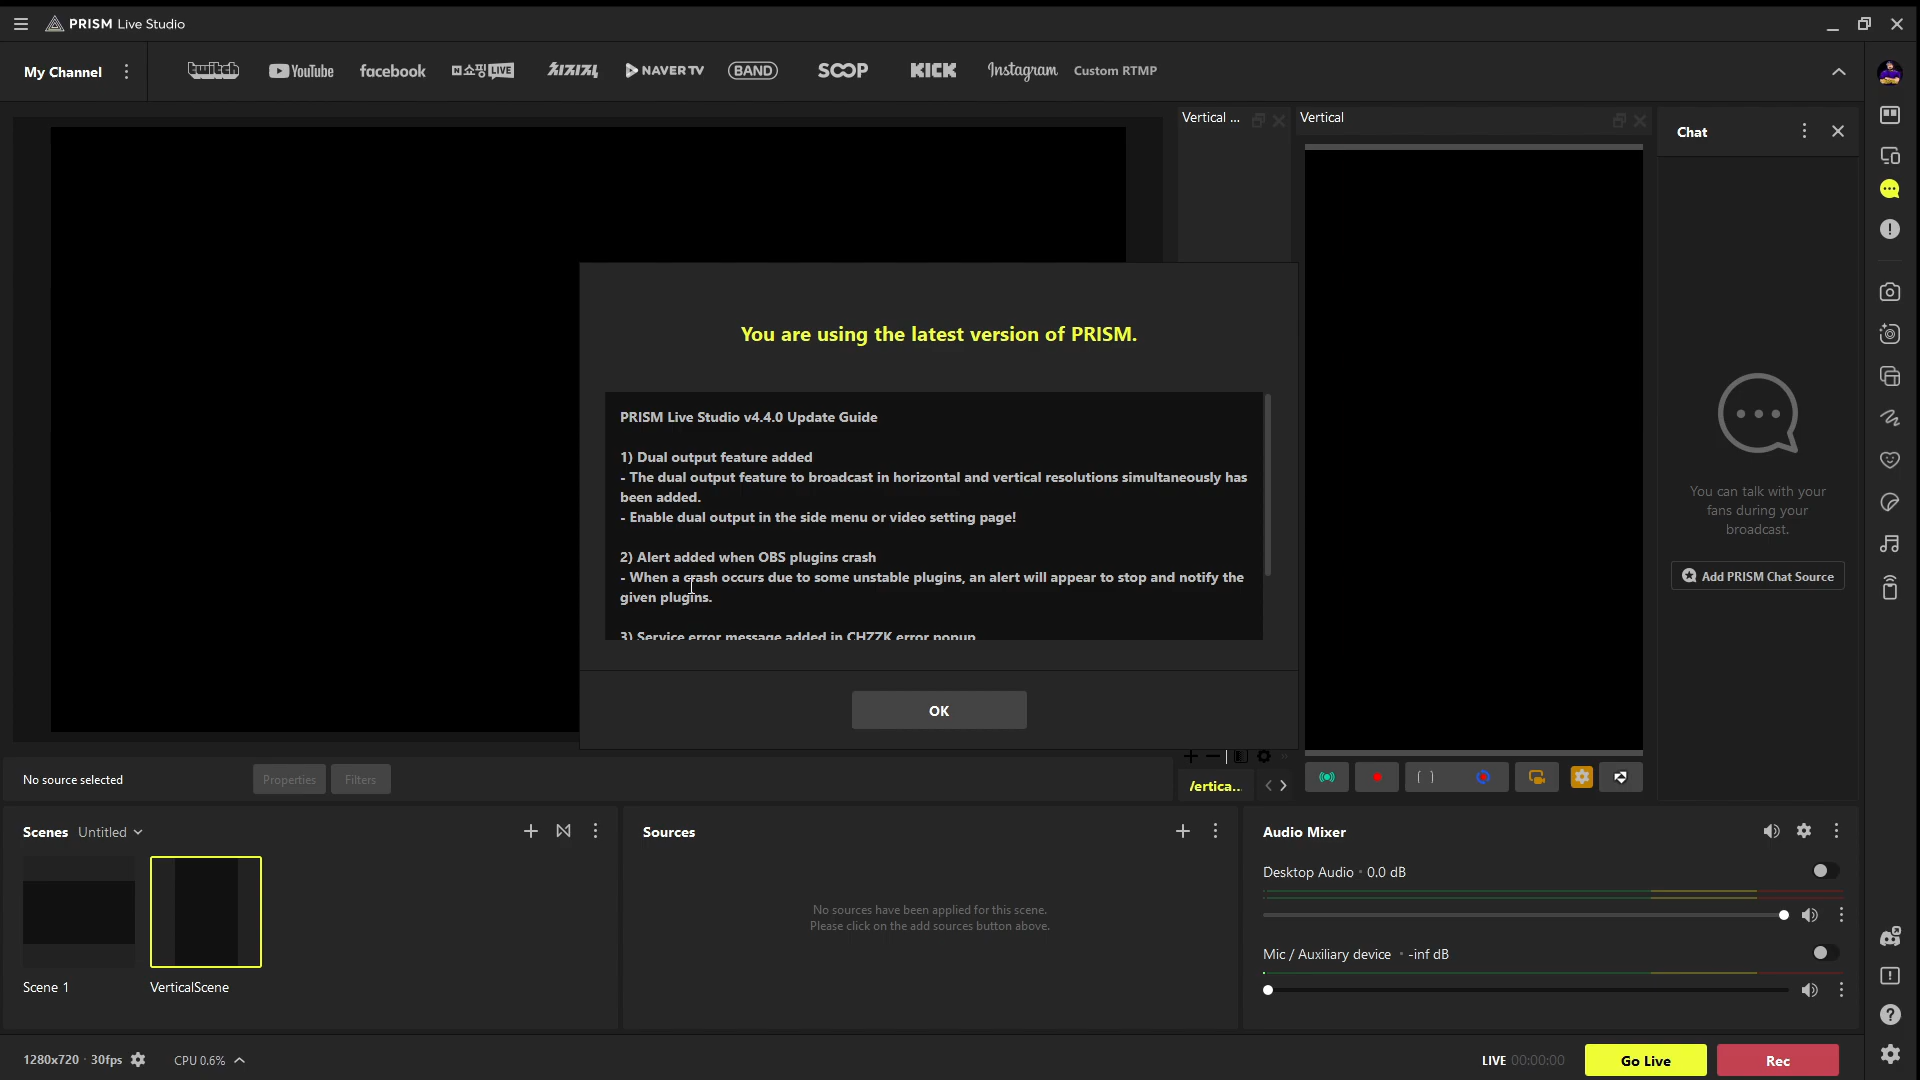 PRISM Live Studio
My Channel
twitch
YouTube
facebook
N쇼핑LIVE
치지직
NAVER TV
BAND
SOOP
KICK
Instagram
Custom RTMP
Vertical ...
Vertical
Chat
You are using the latest version of PRISM.
PRISM Live Studio v4.4.0 Update Guide
1) Dual output feature added
- The dual output feature to broadcast in horizontal and vertical resolutions simultaneously has
been added.
- Enable dual output in the side menu or video setting page!
2) Alert added when OBS plugins crash
- When a crash occurs due to some unstable plugins, an alert will appear to stop and notify the
given plugins.
3) Service error message added in CHZZK error popup
OK
You can talk with your
fans during your
broadcast.
Add PRISM Chat Source
No source selected
Properties
Filters
/ertica...
Scenes Untitled
Scene 1
VerticalScene
Sources
No sources have been applied for this scene.
Please click on the add sources button above.
Audio Mixer
Desktop Audio • 0.0 dB
Mic / Auxiliary device • -inf dB
1280x720 · 30fps
CPU 0.6%
LIVE 00:00:00
Go Live
Rec